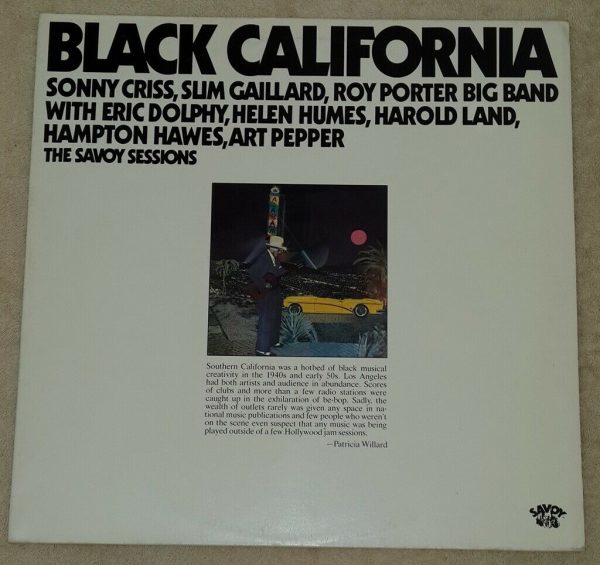 BLACK CALIFORNIA
SONNY CRISS, SLIM GAILLARD, ROY PORTER BIG BAND
WITH ERIC DOLPHY, HELEN HUMES, HAROLD LAND,
HAMPTON HAWES, ART PEPPER
THE SAVOY SESSIONS
Southern California was a hotbed of black musical
creativity in the 1940s and early 50s. Los Angeles
had both artists and audience in abundance. Scores
of clubs and more than a few radio stations were
caught up in the exhilaration of be-bop. Sadly, the
wealth of outlets rarely was given any space in na-
tional music publications and few people who weren't
on the scene even suspect that any music was being
played outside of a few Hollywood jam sessions.
—Patricia Willard
SAVOY